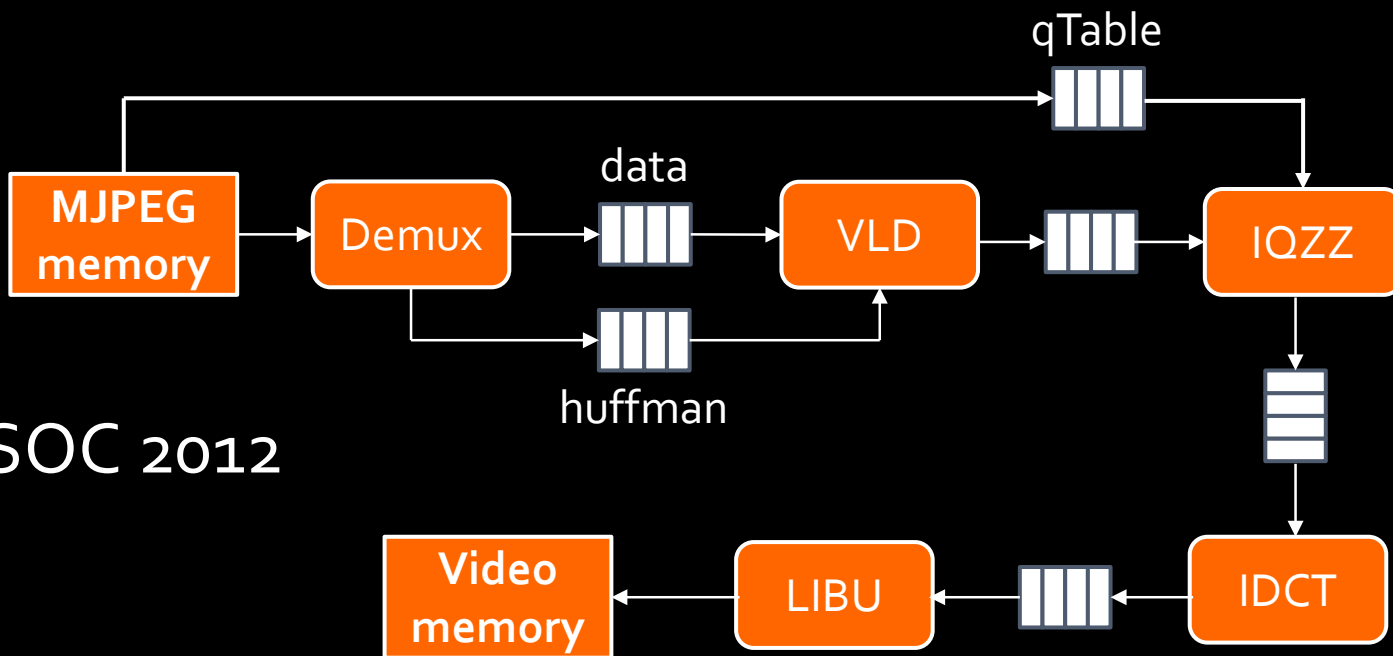 qTable
data
MJPEG
memory
Demux
VLD
IQZZ
huffman
SOC 2012
Video
memory
LIBU
IDCT